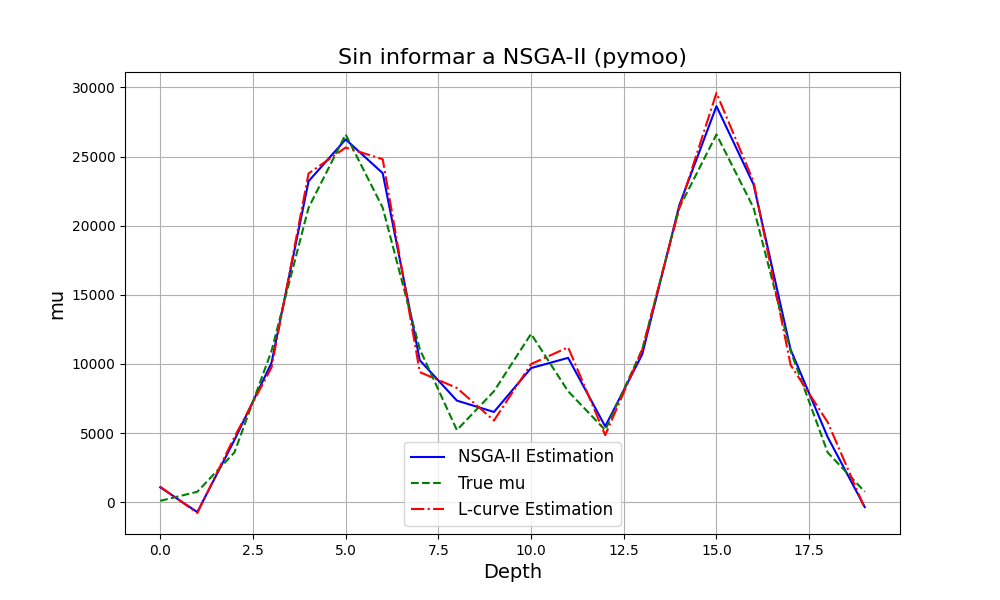 Sin informar a NSGA-II (pymoo)
30000
25000
20000
15000
10000
5000
0
mu
NSGA-II Estimation
True mu
L-curve Estimation
0.0 2.5 5.0 7.5 10.0 12.5 15.0 17.5
Depth